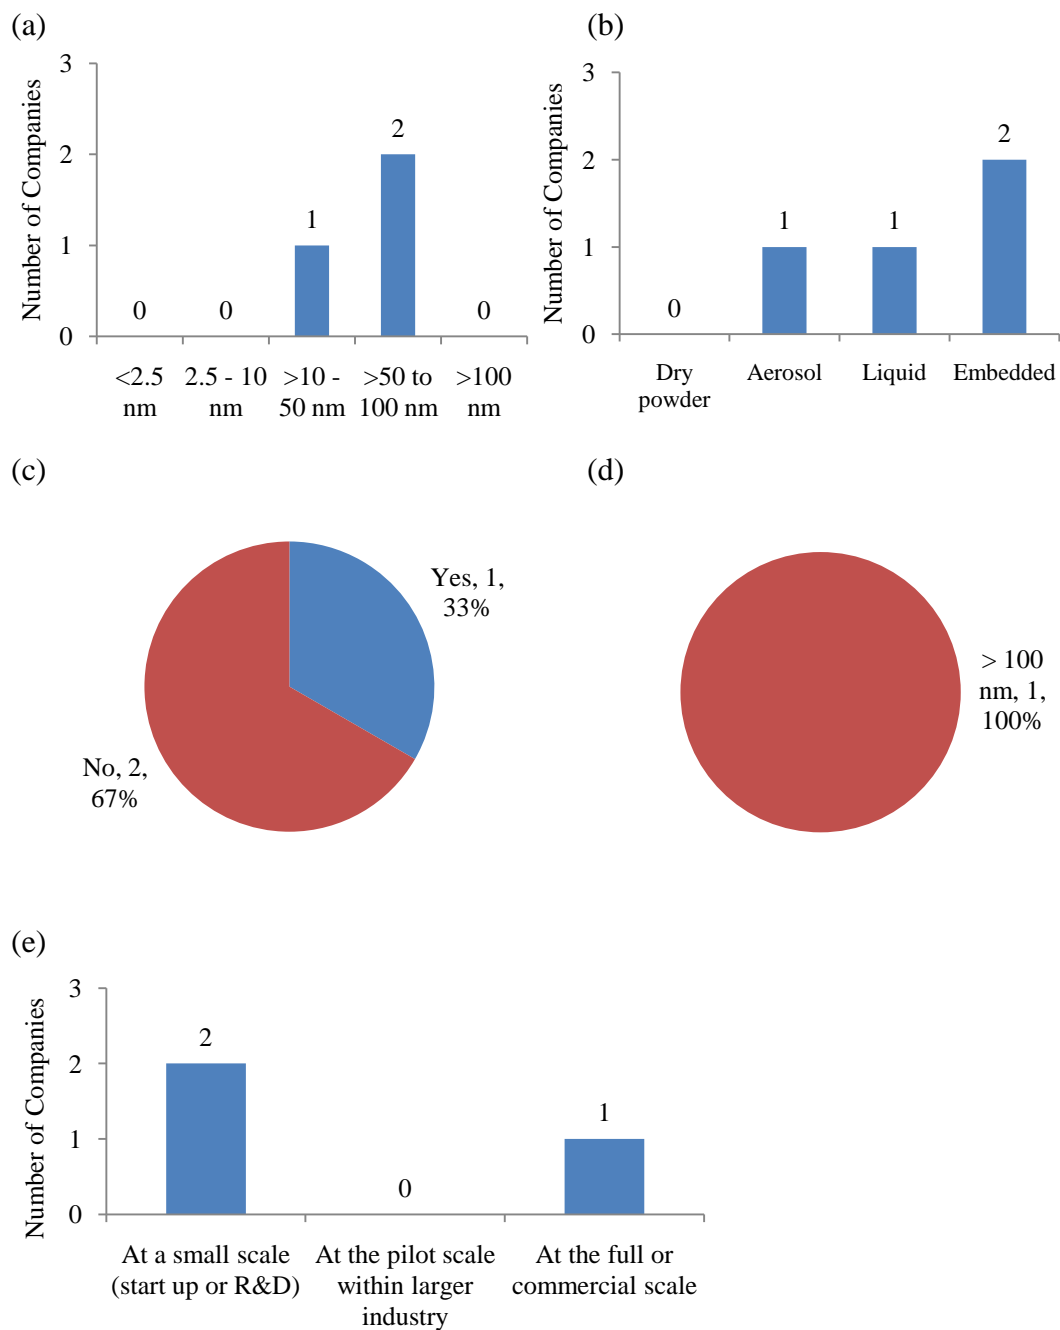 (a)
Number of Companies
3
2
1
0
0
0
1
2
0
<2.5 nm
2.5 - 10 nm
>10 - 50 nm
>50 to 100 nm
>100 nm
(b)
Number of Companies
3
2
1
0
0
1
1
2
Dry powder
Aerosol
Liquid
Embedded
(c)
Yes, 1,
33%
No, 2,
67%
(d)
> 100
nm, 1,
100%
(e)
Number of Companies
3
2
1
0
2
0
1
At a small scale
(start up or R&D)
At the pilot scale
within larger
industry
At the full or
commercial scale